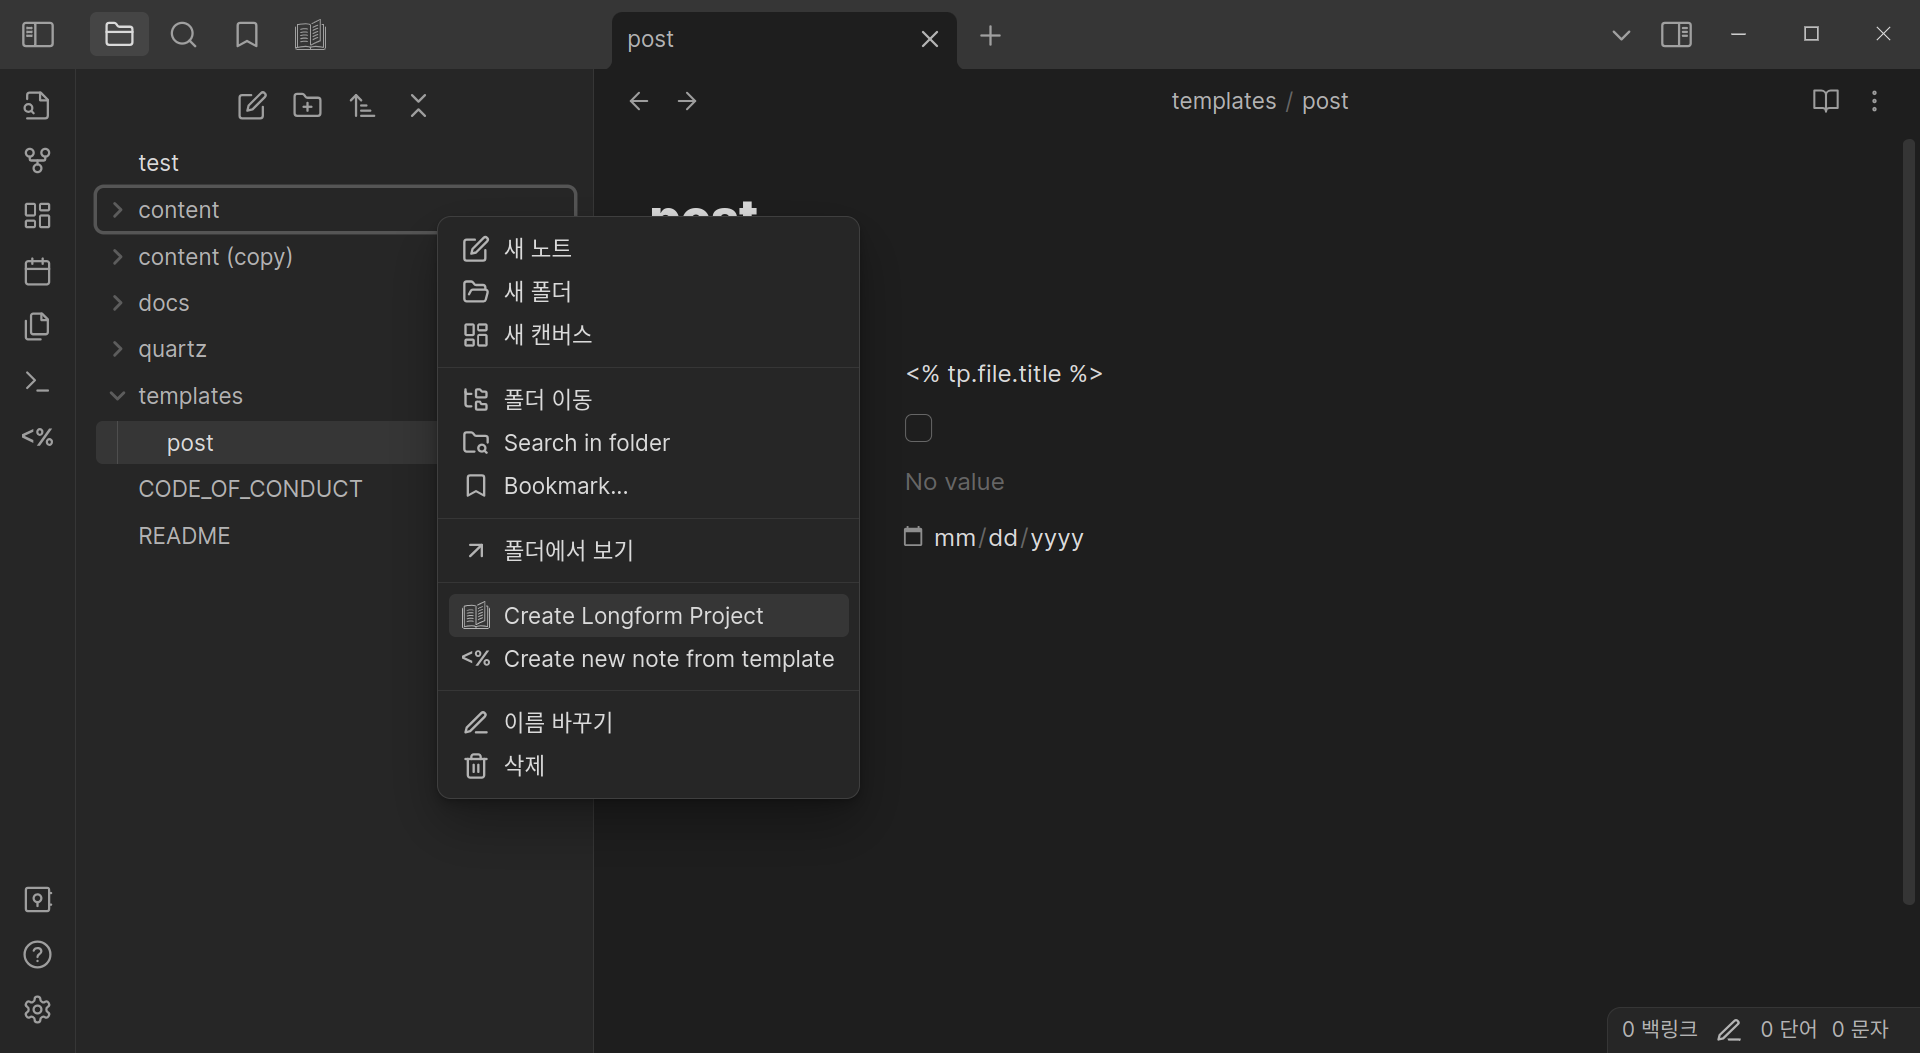 post
templates / post
test
content
content (copy)
docs
quartz
templates
post
CODE_OF_CONDUCT
README
<%
post
새 노트
새 폴더
새 캔버스
폴더 이동
Search in folder
Bookmark...
폴더에서 보기
Create Longform Project
<% Create new note from template
이름 바꾸기
삭제
<% tp.file.title %>
No value
mm/dd/yyyy
0 백링크 0 단어 0 문자